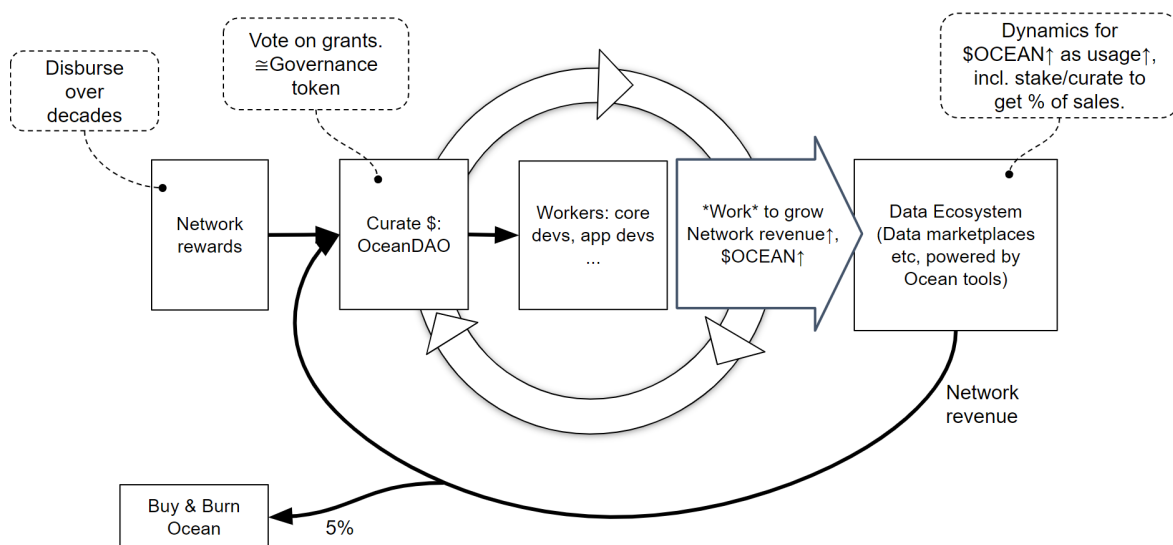 Disburse
over
decades
Vote on grants.
≅Governance
token
Dynamics for
$OCEAN↑ as usage↑,
incl. stake/curate to
get % of sales.
Network
rewards
Curate $:
OceanDAO
Workers: core
devs, app devs
...
*Work* to grow
Network revenue↑,
$OCEAN↑
Data Ecosystem
(Data marketplaces
etc, powered by
Ocean tools)
Network
revenue
Buy & Burn
Ocean
5%